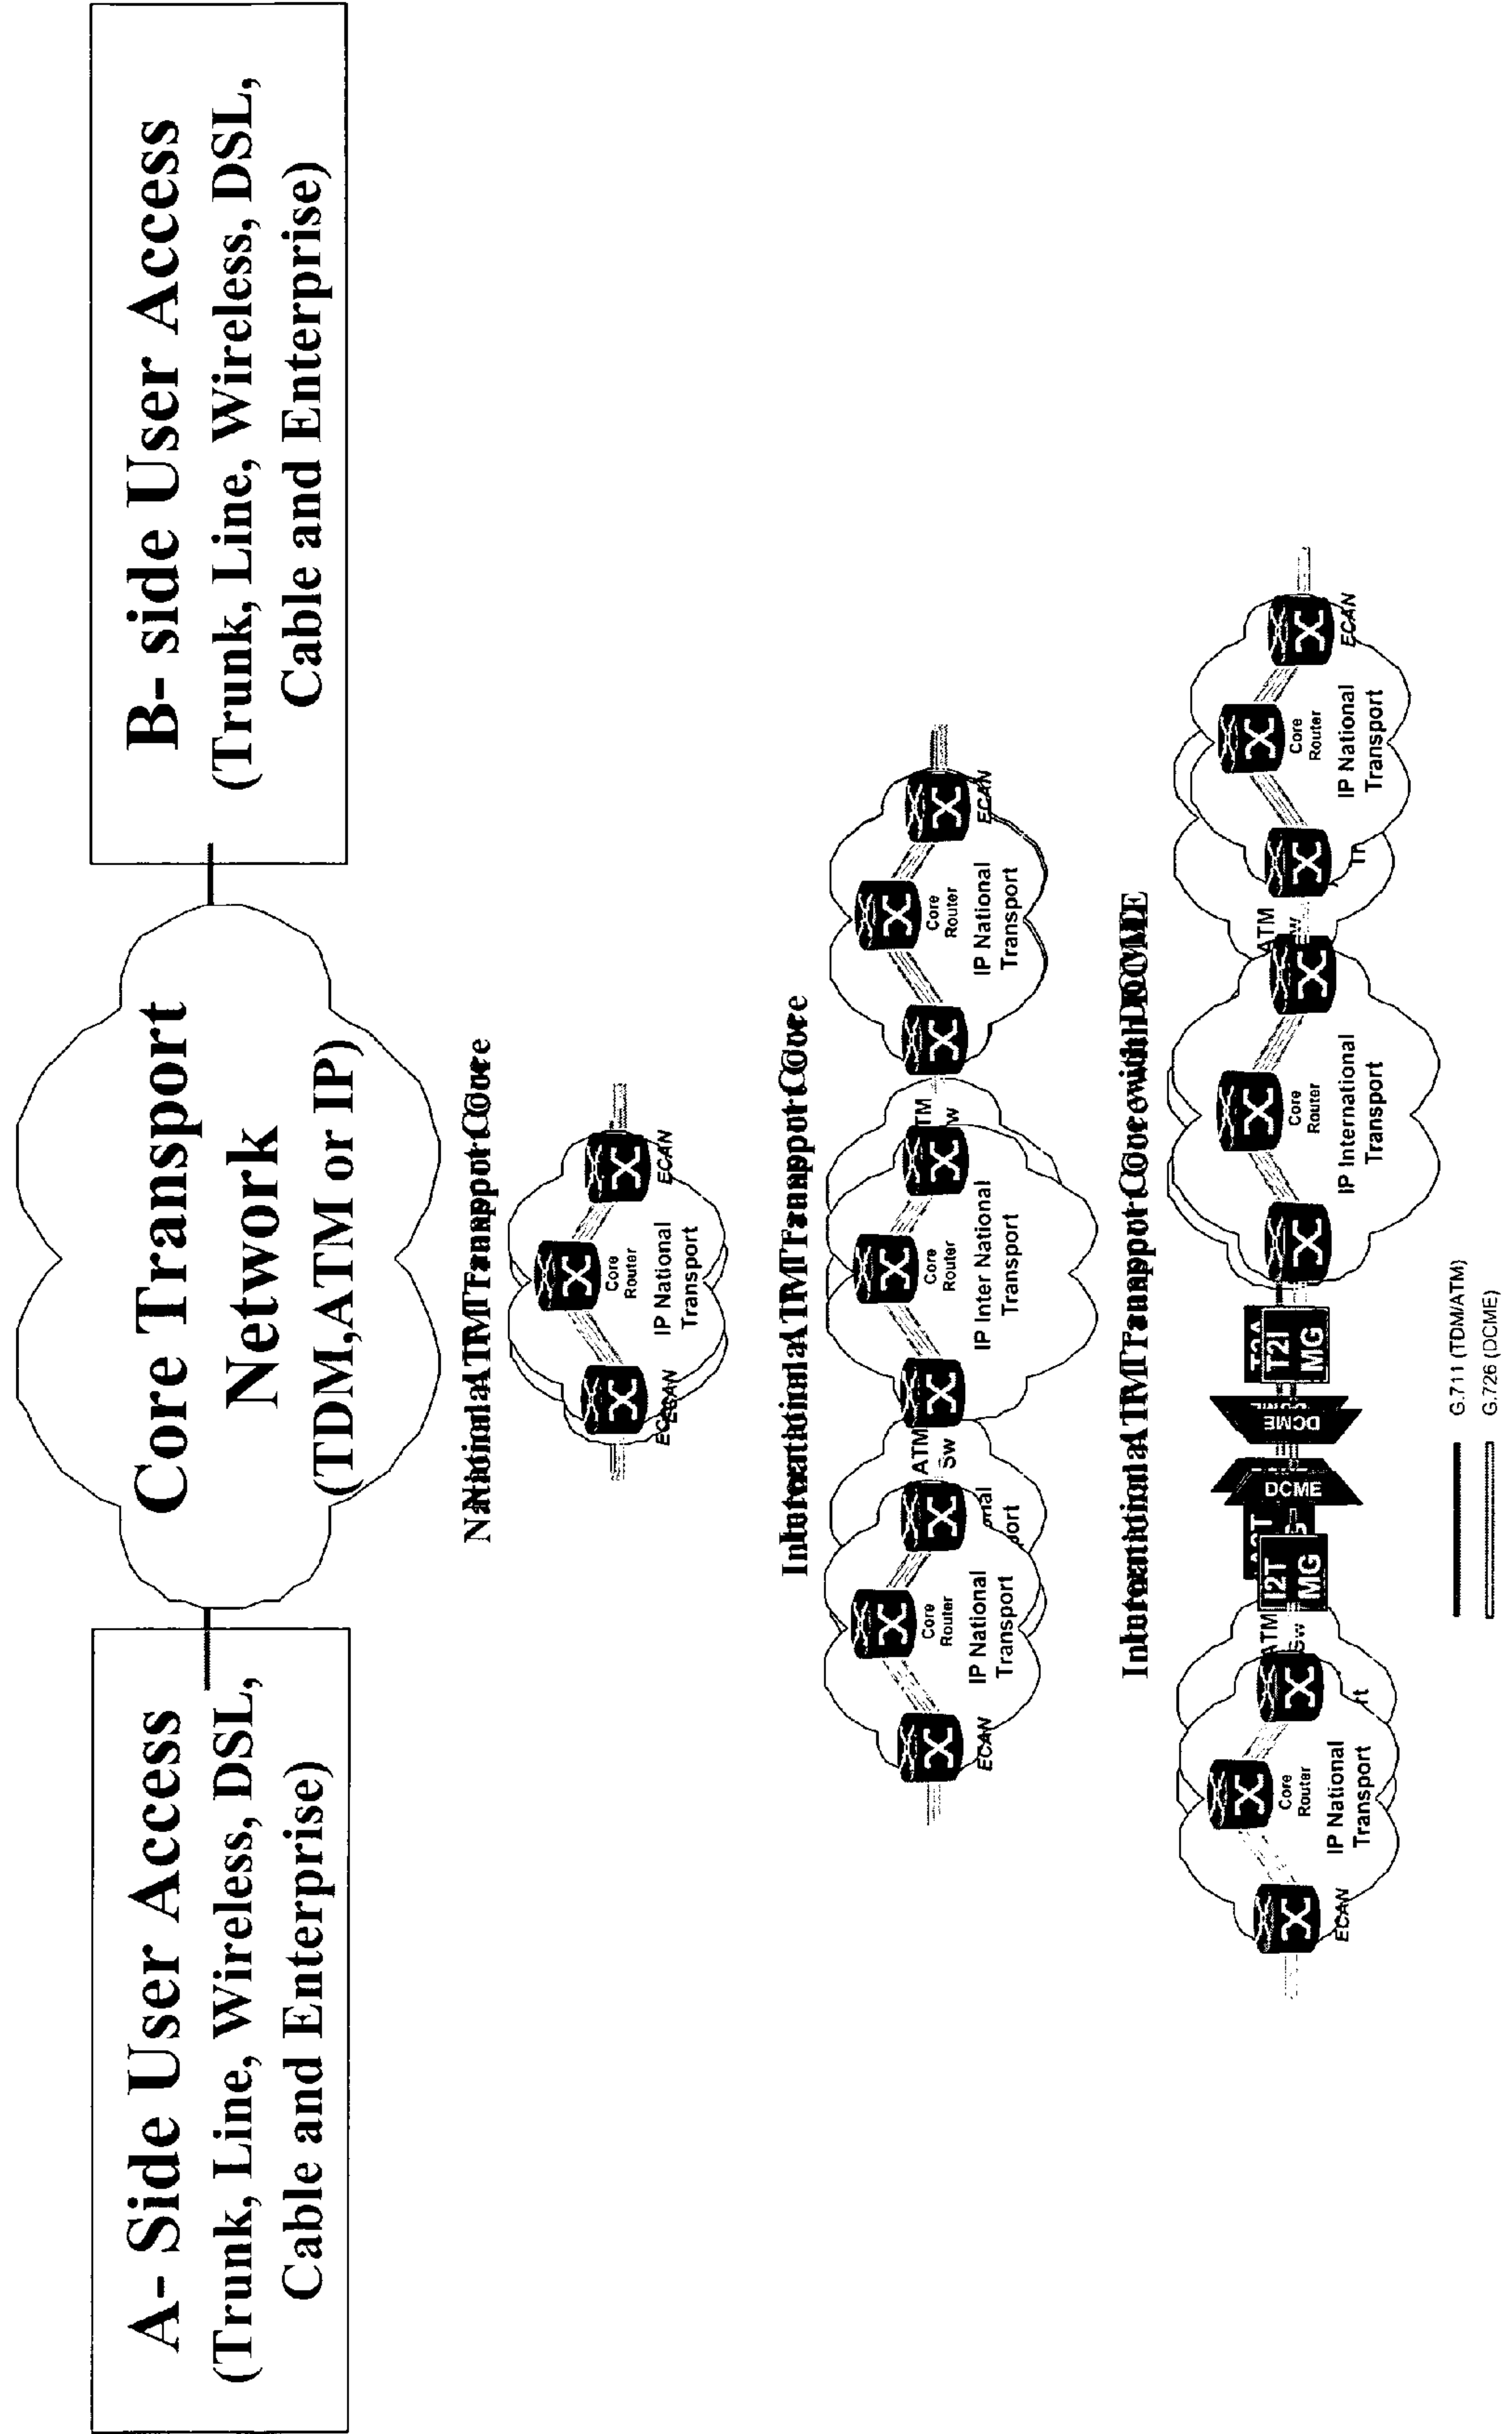 A- Side User Access
(Trunk, Line, Wireless, DSL,
Cable and Enterprise)
Core Transport
Network
(TDM,ATM or IP)
B- side User Access
(Trunk, Line, Wireless, DSL,
Cable and Enterprise)
Core
Router
IP National
Transport
ECAN
ECAN
ECAN
Core
Router
IP National
Transport
ATM
Sw
ECAN
Core
Router
IP Inter National
Transport
Core
Router
IP National
Transport
ECAN
ECAN
Core
Router
IP National
Transport
ATM
Sw
I2T
MG
DCME
DCME
T2I
MG
Core
Router
IP International
Transport
ATM
Core
Router
IP National
Transport
ECAN
G.711 (TDM/ATM)
G.726 (DCME)